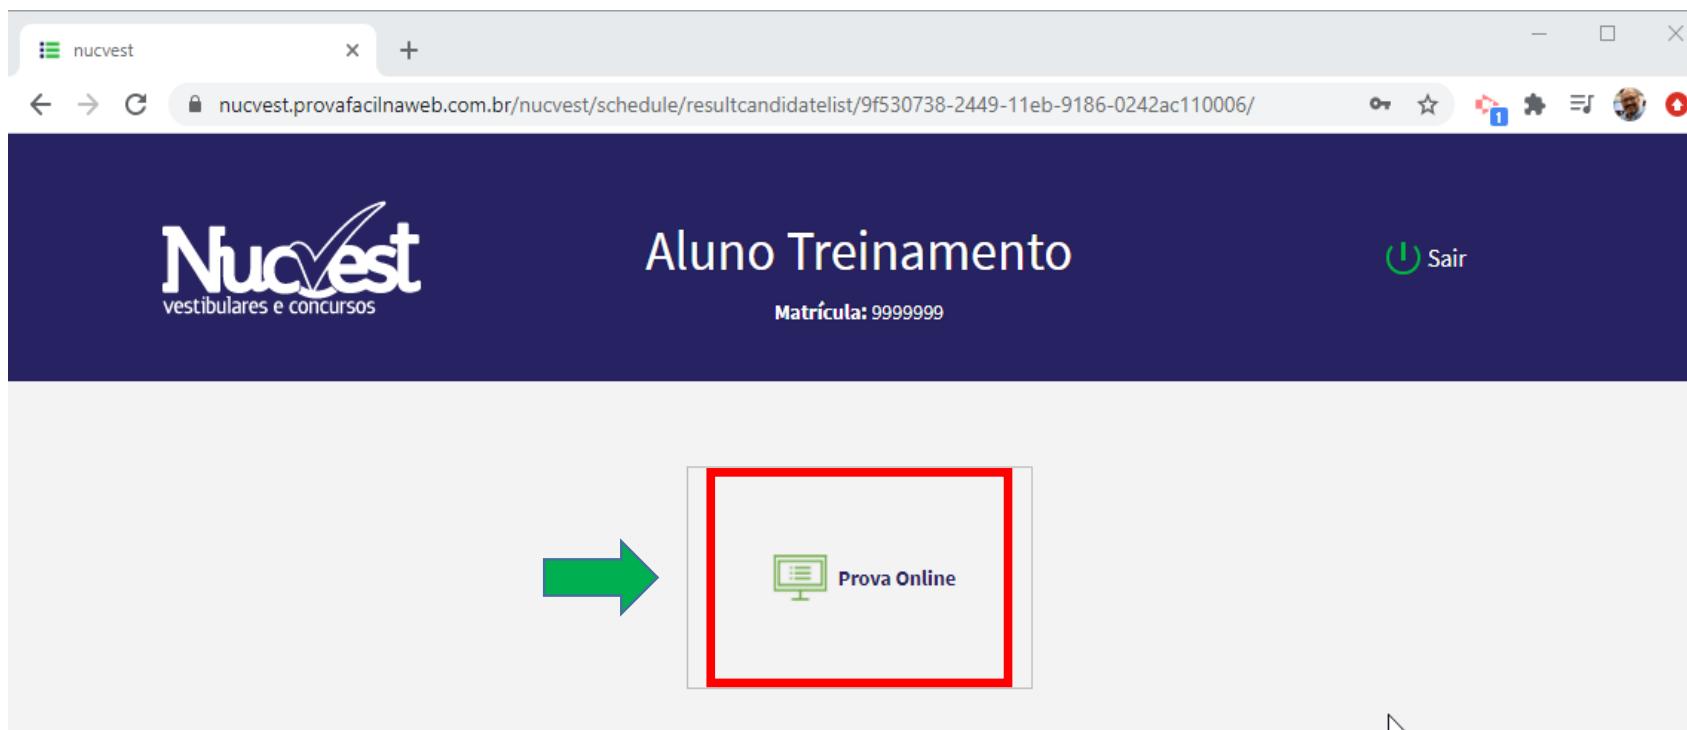 nucvest
nucvest.provafacilnaweb.com.br/nucvest/schedule/resultcandidatelist/9f530738-2449-11eb-9186-0242ac110006/
1
Nucvest
vestibulares e concursos
Aluno Treinamento
Matrícula: 9999999
Sair
Prova Online